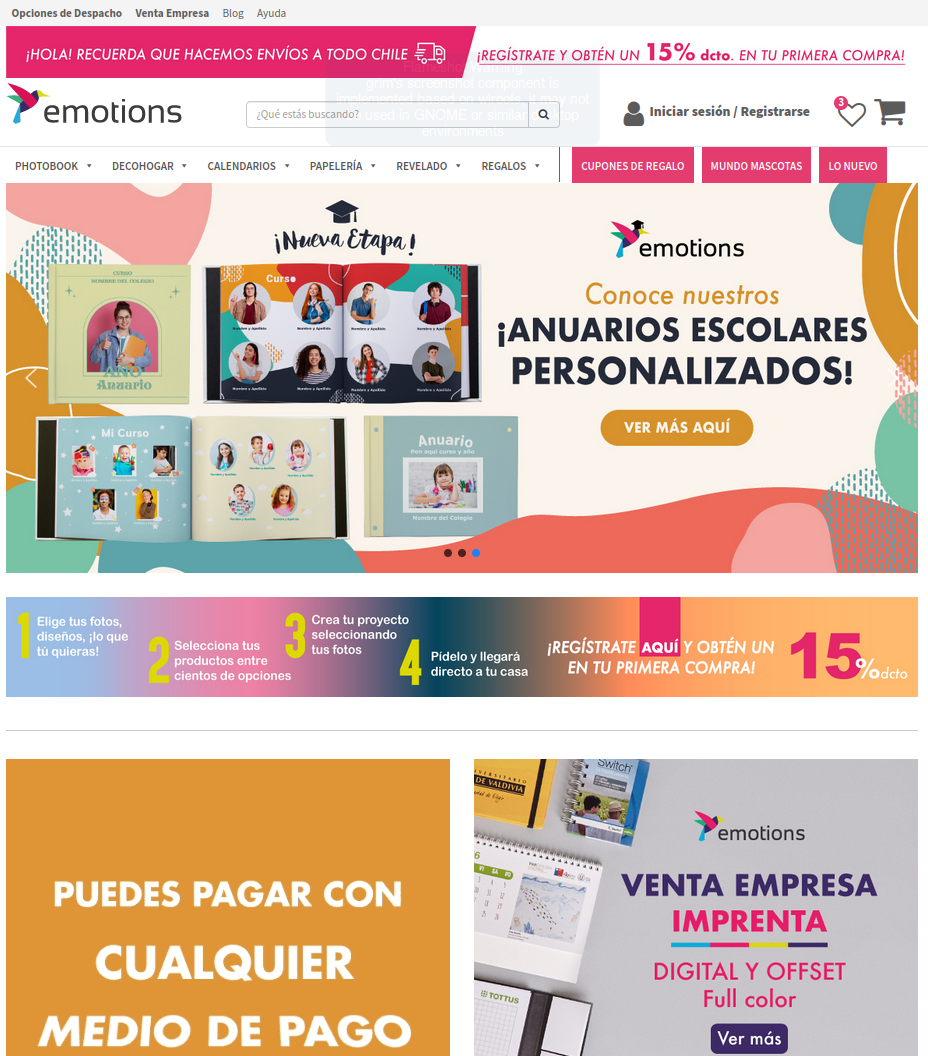 Opciones de Despacho Venta Empresa Blog Ayuda
¡HOLA! RECUERDA QUE HACEMOS ENVÍOS A TODO CHILE
¡REGÍSTRATE Y OBTÉN UN 15% dcto. EN TU PRIMERA COMPRA!
Flameshot Warning
grim's screenshot component is
implemented based on wlroots, it may not
used in GNOME or similar desktop
environments
emotions
¿Qué estás buscando?
Iniciar sesión / Registrarse
3
PHOTOBOOK DECOHOGAR CALENDARIOS PAPELERÍA REVELADO REGALOS CUPONES DE REGALO MUNDO MASCOTAS LO NUEVO
¡Nueva Etapa!
CURSO
NOMBRE DEL COLEGIO
AÑO
Anuario
Curso
Nombre y Apellido Nombre y Apellido Nombre y Apellido Nombre y Apellido
Nombre y Apellido Nombre y Apellido Nombre y Apellido Nombre y Apellido
Mi Curso
Anuario
Pon aquí curso y año
Nombre del Colegio
emotions
Conoce nuestros
¡ANUARIOS ESCOLARES
PERSONALIZADOS!
VER MÁS AQUÍ
1 Elige tus fotos,
diseños, ¡lo que
tú quieras!
2 Selecciona tus
productos entre
cientos de opciones
3 Crea tu proyecto
seleccionando
tus fotos
4 Pídelo y llegará
directo a tu casa
¡REGÍSTRATE AQUÍ Y OBTÉN UN
EN TU PRIMERA COMPRA!
15%dcto
PUEDES PAGAR CON
CUALQUIER
MEDIO DE PAGO
DE VALDIVIA
Switch
TOTTUS
emotions
VENTA EMPRESA
IMPRENTA
DIGITAL Y OFFSET
Full color
Ver más